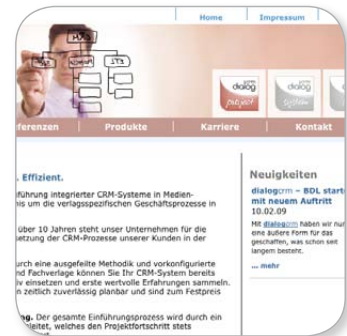 Home Impressum
dialog project
dialog system
ferenzen Produkte Karriere Kontakt
. Effizient.
nführung integrierter CRM-Systeme in Medien-
nis um die verlagsspezifischen Geschäftsprozesse in
über 10 Jahren steht unser Unternehmen für die
setzung der CRM-Prozesse unserer Kunden in der
urch eine ausgefeilte Methodik und vorkonfigurierte
nd Fachverlage können Sie Ihr CRM-System bereits
iv einsetzen und erste wertvolle Erfahrungen sammeln.
n zeitlich zuverlässig planbar und sind zum Festpreis
ng. Der gesamte Einführungsprozess wird durch ein
leitet, welches den Projektfortschritt stets
Neuigkeiten
dialogcrm – BDL start
mit neuem Auftritt
10.02.09
Mit dialogcrm haben wir nun
eine äußere Form für das
geschaffen, was schon seit
langem besteht.
... mehr